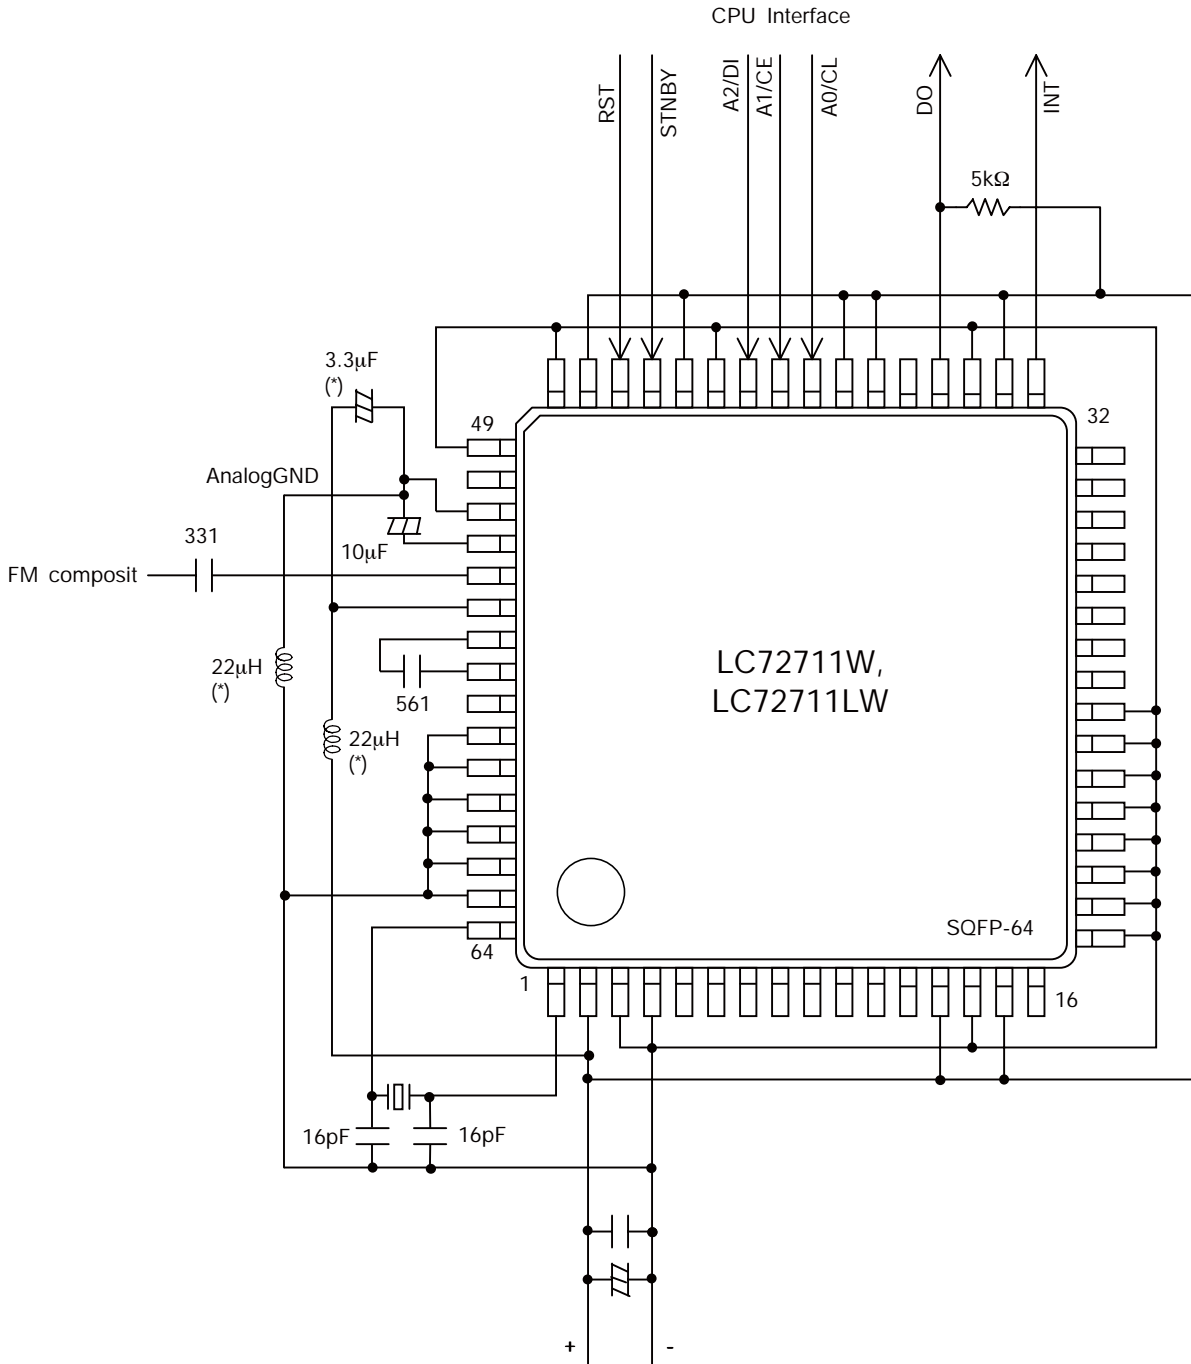 CPU Interface
RST
STNBY
A2/DI
A1/CE
A0/CL
DO
INT
5kΩ
3.3μF
(*)
49
32
AnalogGND
331
10μF
FM composit
22μH
(*)
561
22μH
(*)
LC72711W,
LC72711LW
SQFP-64
64
1
16
16pF
16pF
+
-